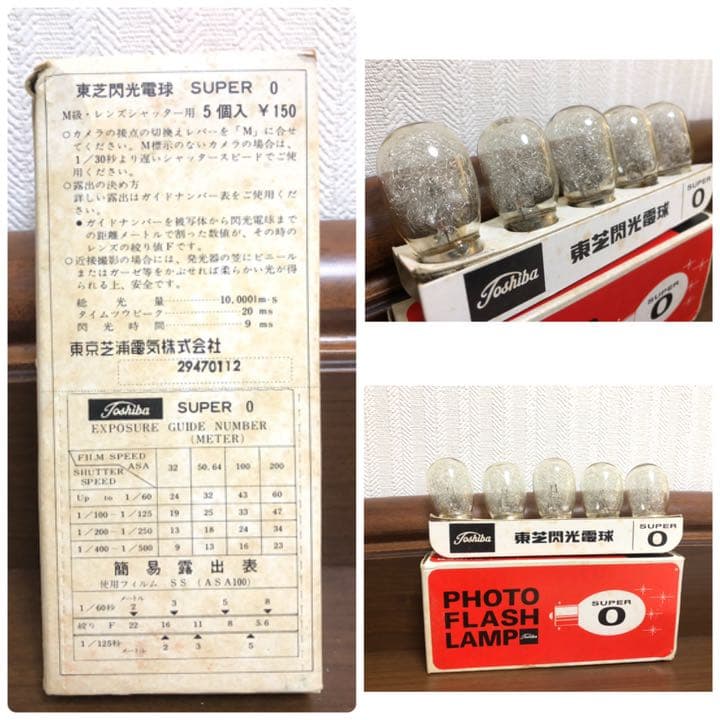 東芝閃光電球 SUPER 0
M級・レンズシャッター用 5個入 ¥150
○カメラの接点の切換えレバーを「M」に合せ
てください。M標示のないカメラの場合は、
1/30秒より遅いシャッタースピードでご使
用ください。
○露出の決め方
詳しい露出はガイドナンバー表をご使用くだ
さい。
●ガイドナンバーを被写体から閃光電球まで
の距離メートルで割った数値が、その時の
レンズの絞り値Fです。
○近接撮影の場合には、発光器の笠にビニール
またはガーゼ等をかぶせれば柔らかい光が得
られる上、安全です。
総光量 ‥‥‥‥ 10.000lm·s
タイムツウピーク ‥‥‥‥ 20 ms
閃光時間 ‥‥‥‥ 9 ms
東京芝浦電気株式会社
29470112
Toshiba SUPER 0
EXPOSURE GUIDE NUMBER
(METER)
FILM SPEED ASA SHUTTER SPEED 32 50.64 100 200
Up to 1/60 24 32 43 60
1/100-1/125 19 25 33 47
1/200-1/250 13 18 24 34
1/400-1/500 9 13 16 23
簡易露出表
使用フィルム SS (ASA100)
1/60秒 メートル 2 3 5 8
絞り F 22 16 11 8 5.6
1/125秒 メートル 2 3 5
Toshiba 東芝閃光電球 SUPER 0
SUPER 0
Toshiba 東芝閃光電球 SUPER 0
PHOTO
FLASH
LAMP Toshiba
SUPER 0